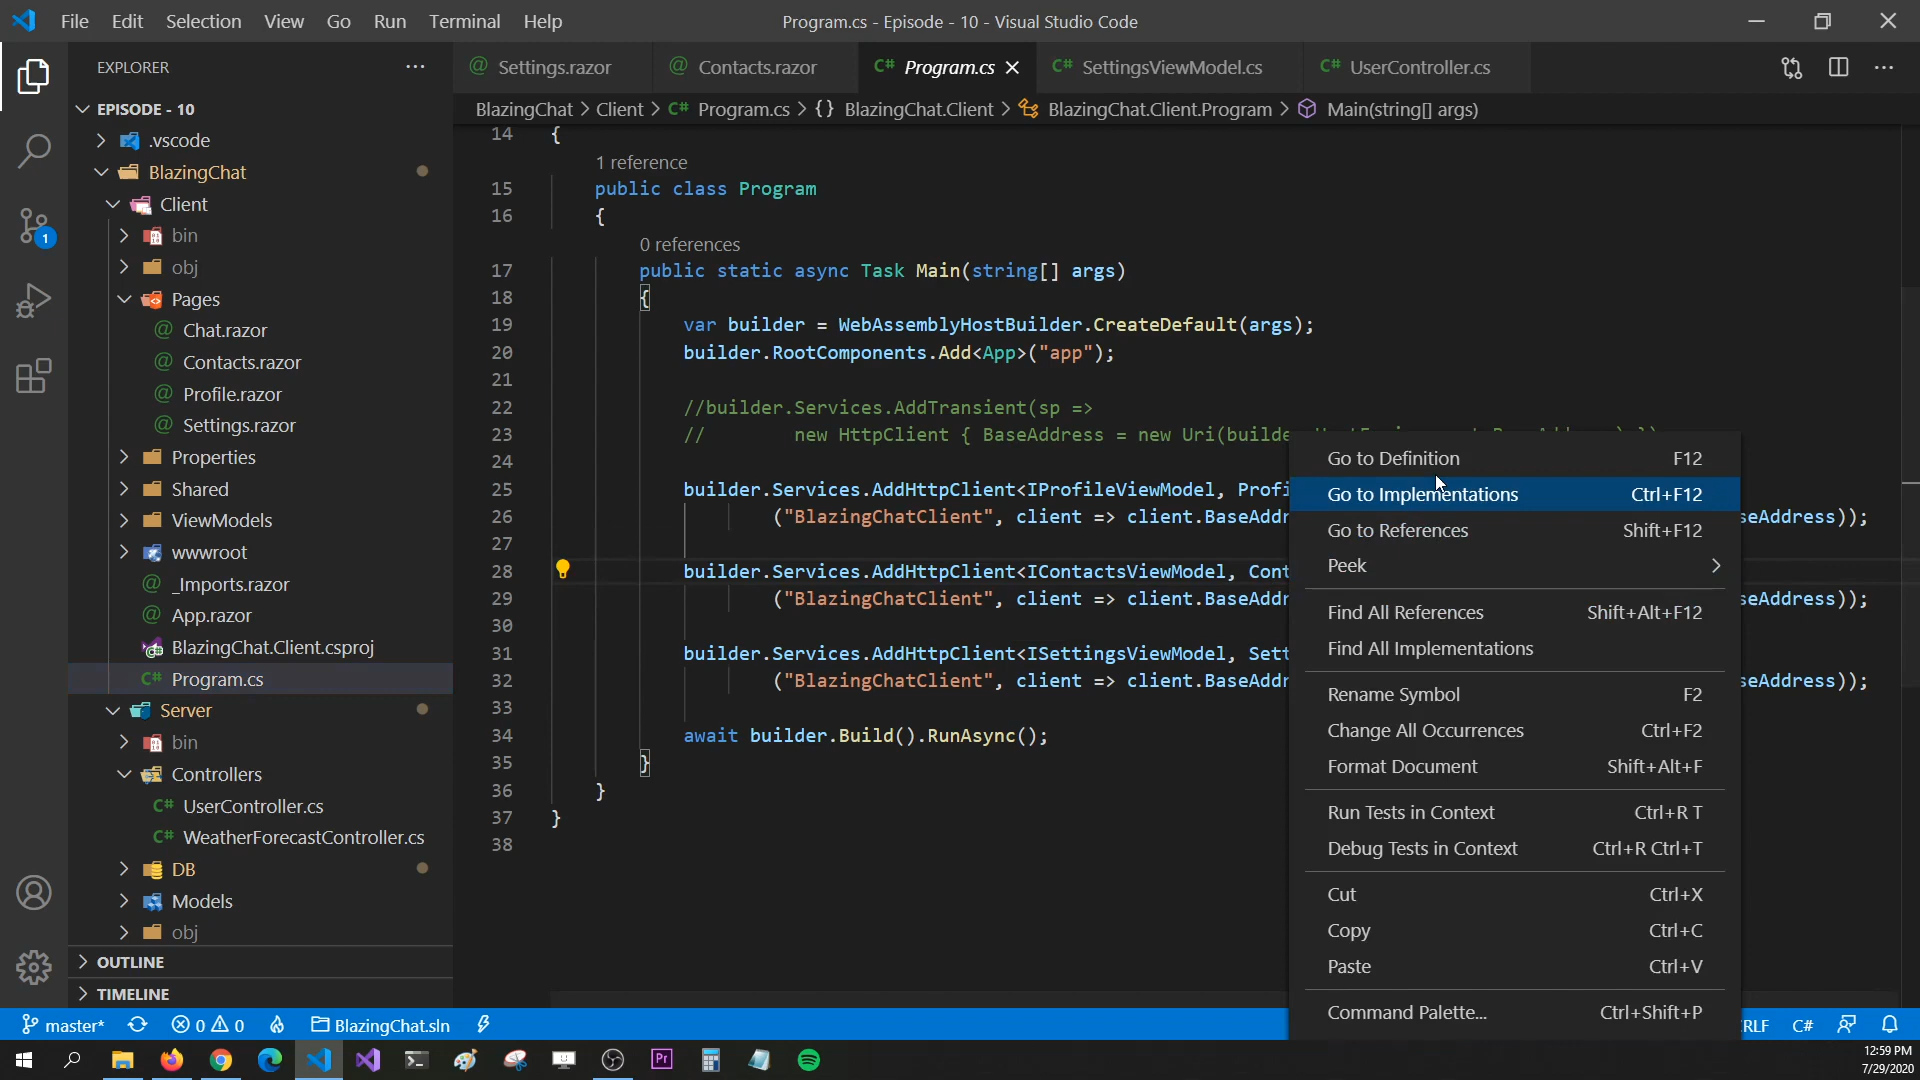 File Edit Selection View Go Run Terminal Help
Program.cs - Episode - 10 - Visual Studio Code
EXPLORER
Settings.razor
Contacts.razor
C# Program.cs
C# SettingsViewModel.cs
C# UserController.cs
BlazingChat > Client > C# Program.cs > {} BlazingChat.Client > BlazingChat.Client.Program > Main(string[] args)
EPISODE - 10
.vscode
BlazingChat
Client
bin
obj
Pages
Chat.razor
Contacts.razor
Profile.razor
Settings.razor
Properties
Shared
ViewModels
wwwroot
_Imports.razor
App.razor
BlazingChat.Client.csproj
C# Program.cs
Server
bin
Controllers
C# UserController.cs
C# WeatherForecastController.cs
DB
Models
obj
OUTLINE
TIMELINE
1
14 {
1 reference
15 public class Program
16 {
0 references
17 public static async Task Main(string[] args)
18 {
19 var builder = WebAssemblyHostBuilder.CreateDefault(args);
20 builder.RootComponents.Add<App>("app");
21
22 //builder.Services.AddTransient(sp =>
23 // new HttpClient { BaseAddress = new Uri(builde
24
25 builder.Services.AddHttpClient<IProfileViewModel, Profi
26 ("BlazingChatClient", client => client.BaseAddr seAddress));
27
28 builder.Services.AddHttpClient<IContactsViewModel, Cont
29 ("BlazingChatClient", client => client.BaseAddr seAddress));
30
31 builder.Services.AddHttpClient<ISettingsViewModel, Sett
32 ("BlazingChatClient", client => client.BaseAddr seAddress));
33
34 await builder.Build().RunAsync();
35 }
36 }
37 }
38
Go to Definition F12
Go to Implementations Ctrl+F12
Go to References Shift+F12
Peek
Find All References Shift+Alt+F12
Find All Implementations
Rename Symbol F2
Change All Occurrences Ctrl+F2
Format Document Shift+Alt+F
Run Tests in Context Ctrl+R T
Debug Tests in Context Ctrl+R Ctrl+T
Cut Ctrl+X
Copy Ctrl+C
Paste Ctrl+V
Command Palette... Ctrl+Shift+P
master* 0 0 BlazingChat.sln
RLF C#
Pr
12:59 PM
7/29/2020